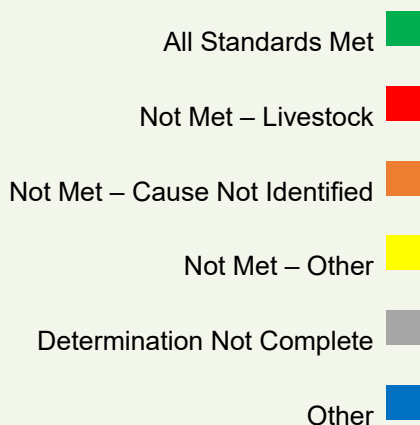 All Standards Met
Not Met – Livestock
Not Met – Cause Not Identified
Not Met – Other
Determination Not Complete
Other